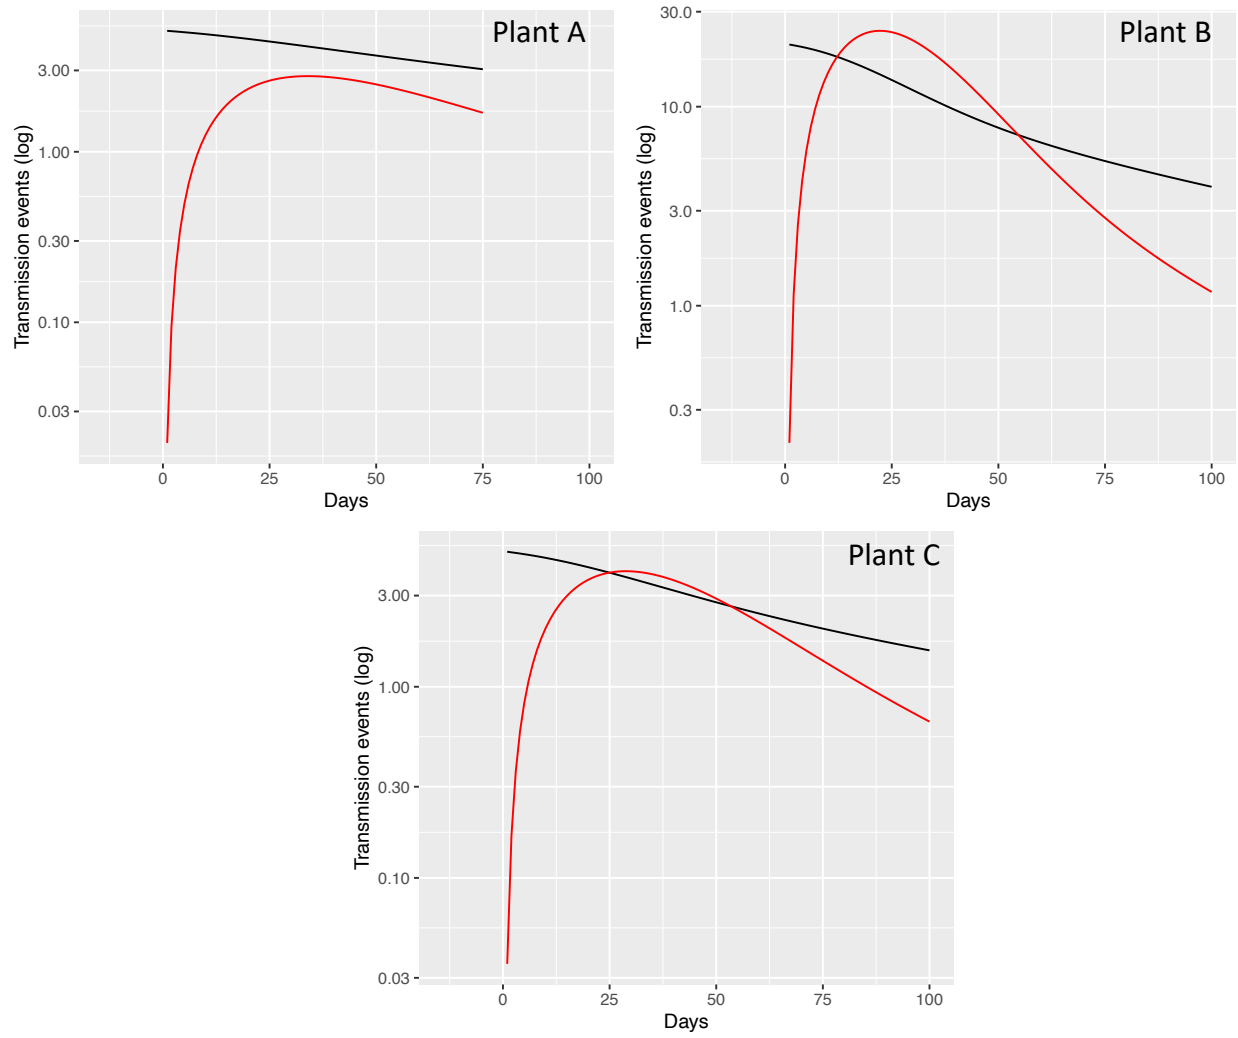 Plant A
Transmission events (log)
3.00
1.00
0.30
0.10
0.03
0 25 50 75 100
Days
Plant B
Transmission events (log)
30.0
10.0
3.0
1.0
0.3
0 25 50 75 100
Days
Plant C
Transmission events (log)
3.00
1.00
0.30
0.10
0.03
0 25 50 75 100
Days